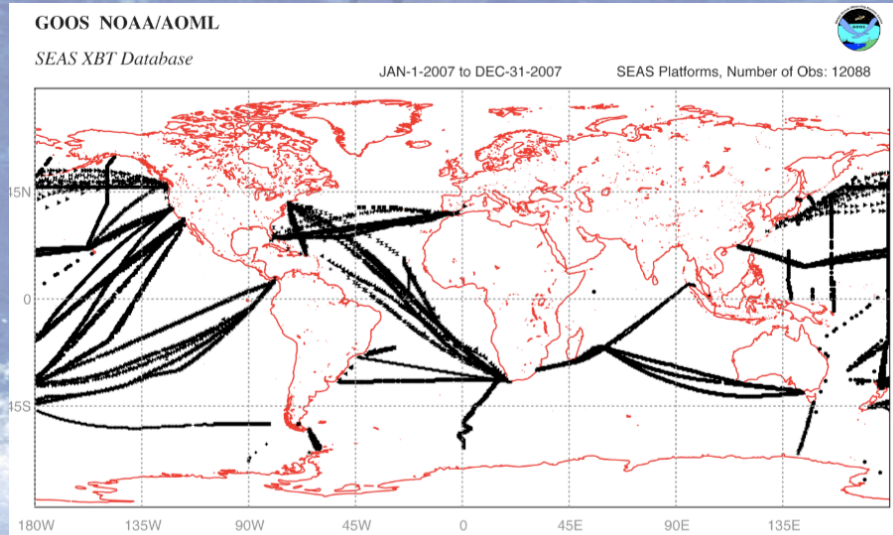 GOOS NOAA/AOML
SEAS XBT Database
JAN-1-2007 to DEC-31-2007 SEAS Platforms, Number of Obs: 12088
45N
0
45S
180W 135W 90W 45W 0 45E 90E 135E